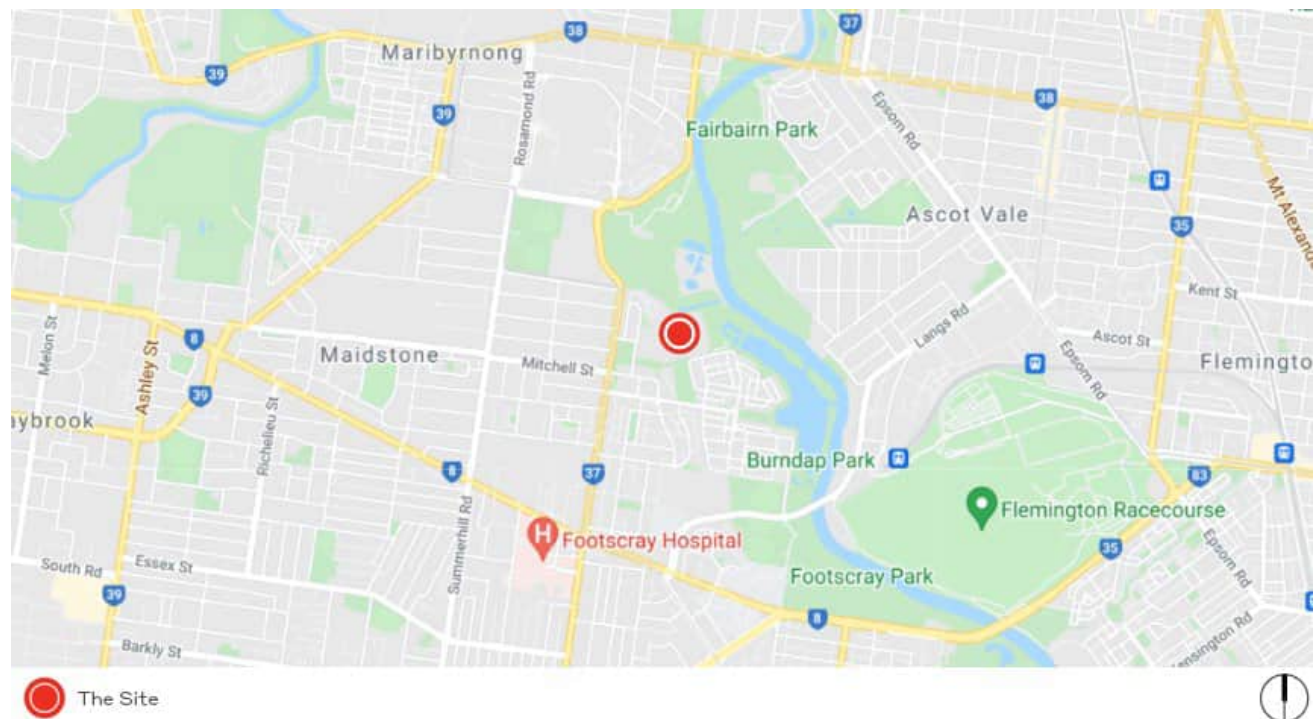 37
38
Maribyrnong
39
39
Rosamond Rd
Fairbairn Park
Epsom Rd
38
Mt Alexander
Ascot Vale
35
Kent St
Melon St
Ashley St
8
Maidstone
Mitchell St
Langs Rd
Ascot St
Epsom Rd
Flemingto
39
aybrook
Richelieu St
8
37
Burndap Park
83
Flemington Racecourse
Summerhill Rd
H
Footscray Hospital
35
Epsom Rd
South Rd
Essex St
39
Footscray Park
8
Kensington Rd
Barkly St
The Site